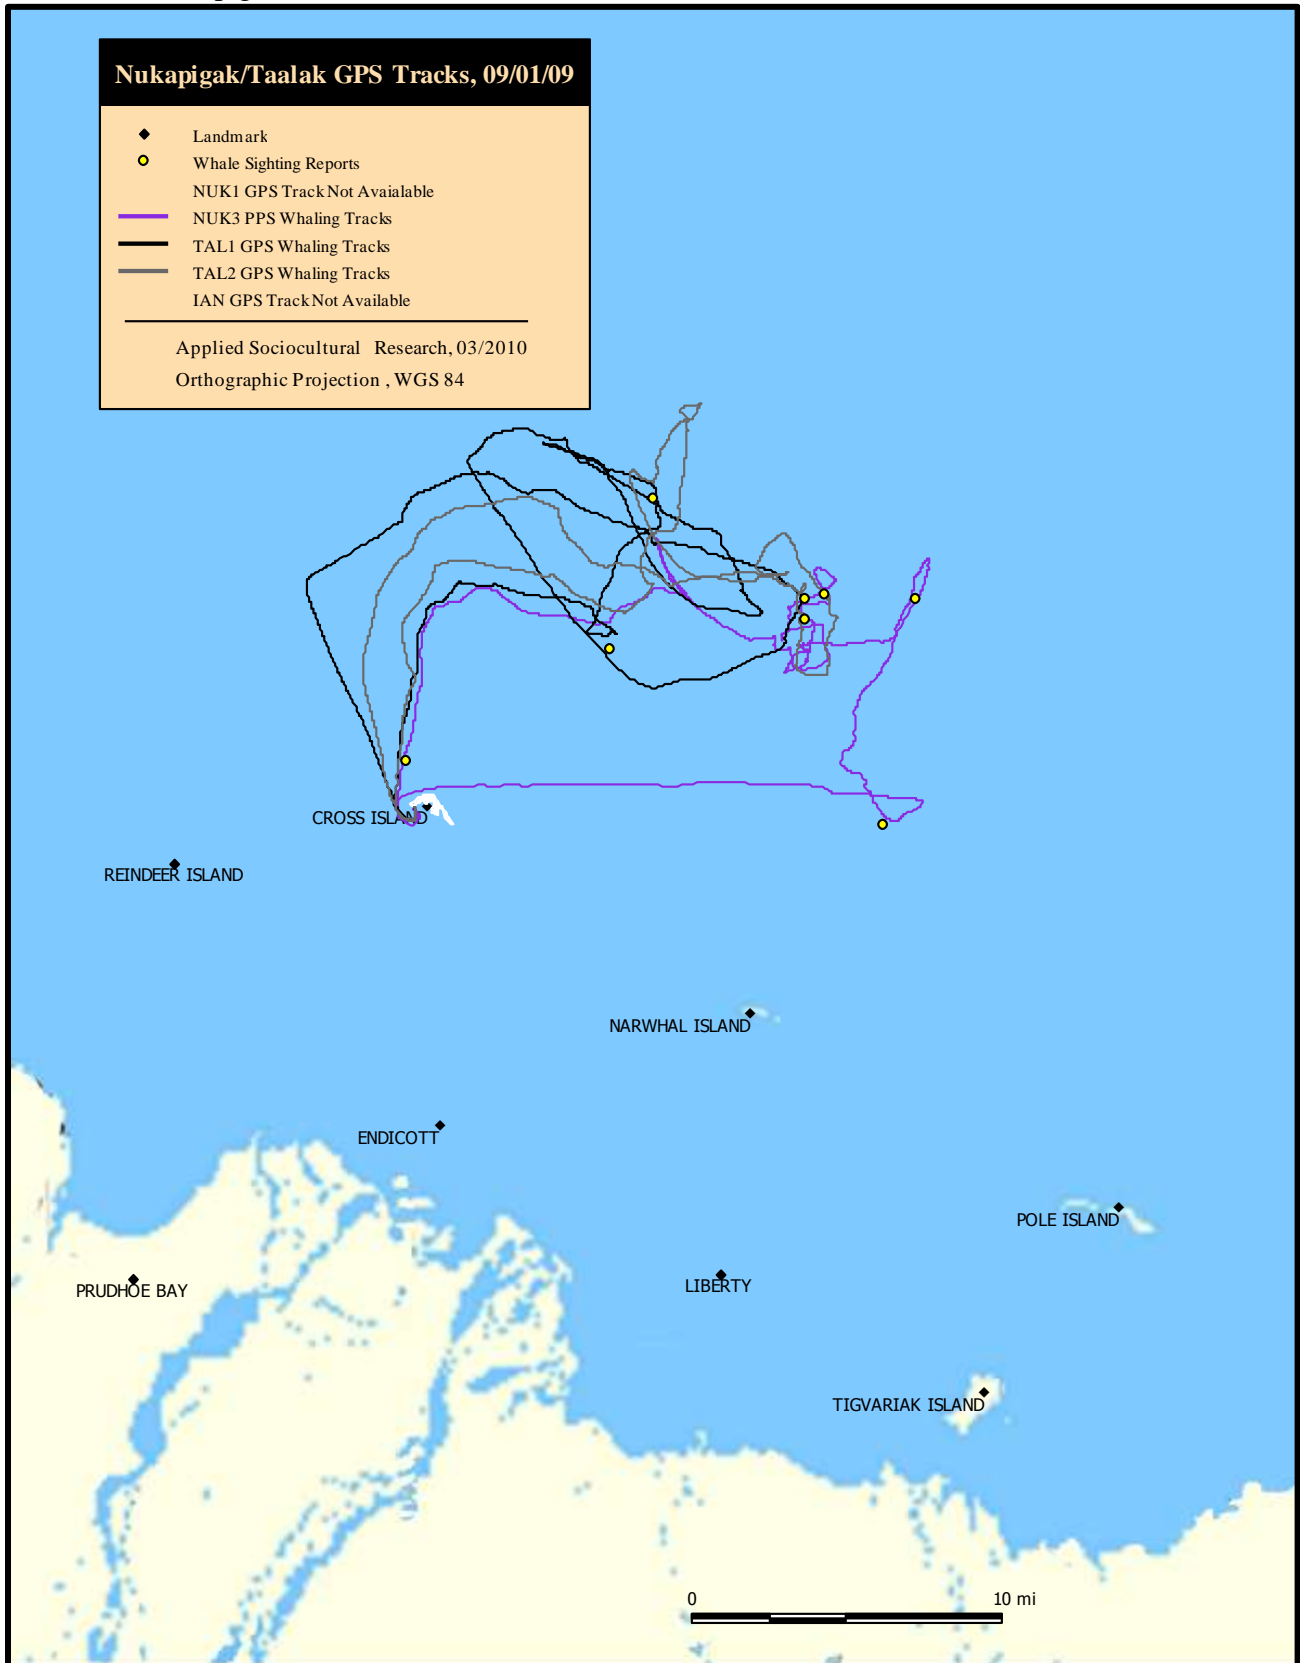 Nukapigak/Taalak GPS Tracks, 09/01/09
Landmark
Whale Sighting Reports
NUK1 GPS Track Not Avaialable
NUK3 PPS Whaling Tracks
TAL1 GPS Whaling Tracks
TAL2 GPS Whaling Tracks
IAN GPS Track Not Available
Applied Sociocultural Research, 03/2010
Orthographic Projection , WGS 84
CROSS ISLAND
REINDEER ISLAND
NARWHAL ISLAND
ENDICOTT
POLE ISLAND
PRUDHOE BAY
LIBERTY
TIGVARIAK ISLAND
0 10 mi